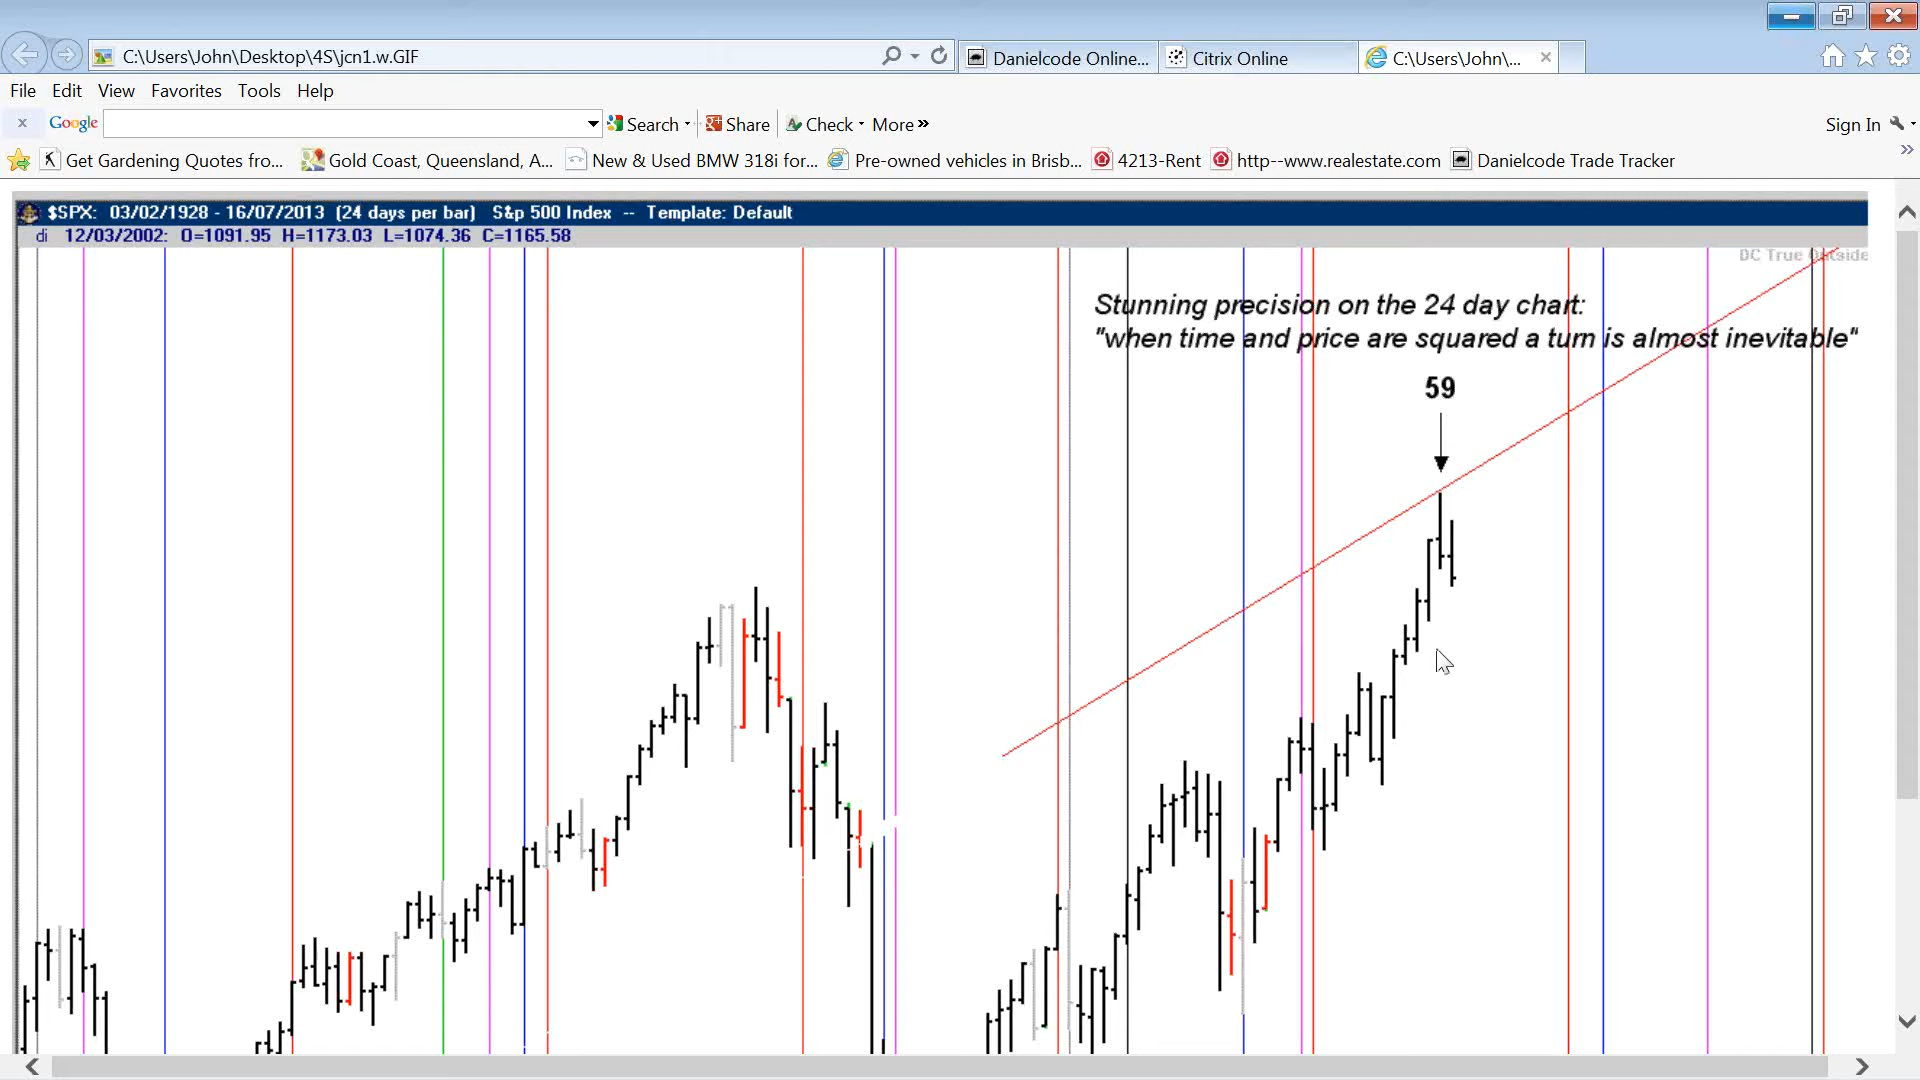 C:\Users\John\Desktop\4S\jcn1.w.GIF
Danielcode Online...
Citrix Online
C:\Users\John\...
File Edit View Favorites Tools Help
x Google Search Share Check More »
Sign In
Get Gardening Quotes fro...
Gold Coast, Queensland, A...
New & Used BMW 318i for...
Pre-owned vehicles in Brisb...
4213-Rent
http--www.realestate.com
Danielcode Trade Tracker
$SPX: 03/02/1928 - 16/07/2013 (24 days per bar) S&p 500 Index -- Template: Default
di 12/03/2002: O=1091.95 H=1173.03 L=1074.36 C=1165.58
DC True Outside
Stunning precision on the 24 day chart:
"when time and price are squared a turn is almost inevitable"
59